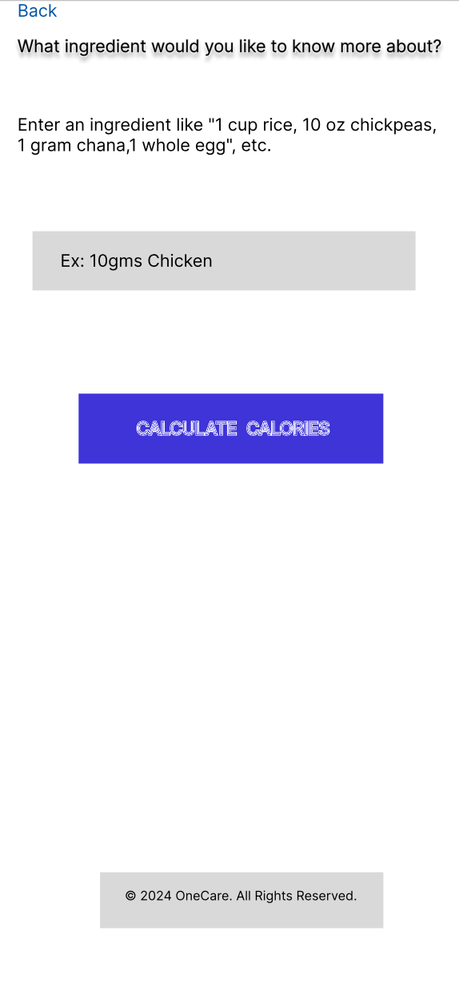 Back
What ingredient would you like to know more about?
Enter an ingredient like "1 cup rice, 10 oz chickpeas,
1 gram chana,1 whole egg", etc.
Ex: 10gms Chicken
CALCULATE CALORIES
© 2024 OneCare. All Rights Reserved.